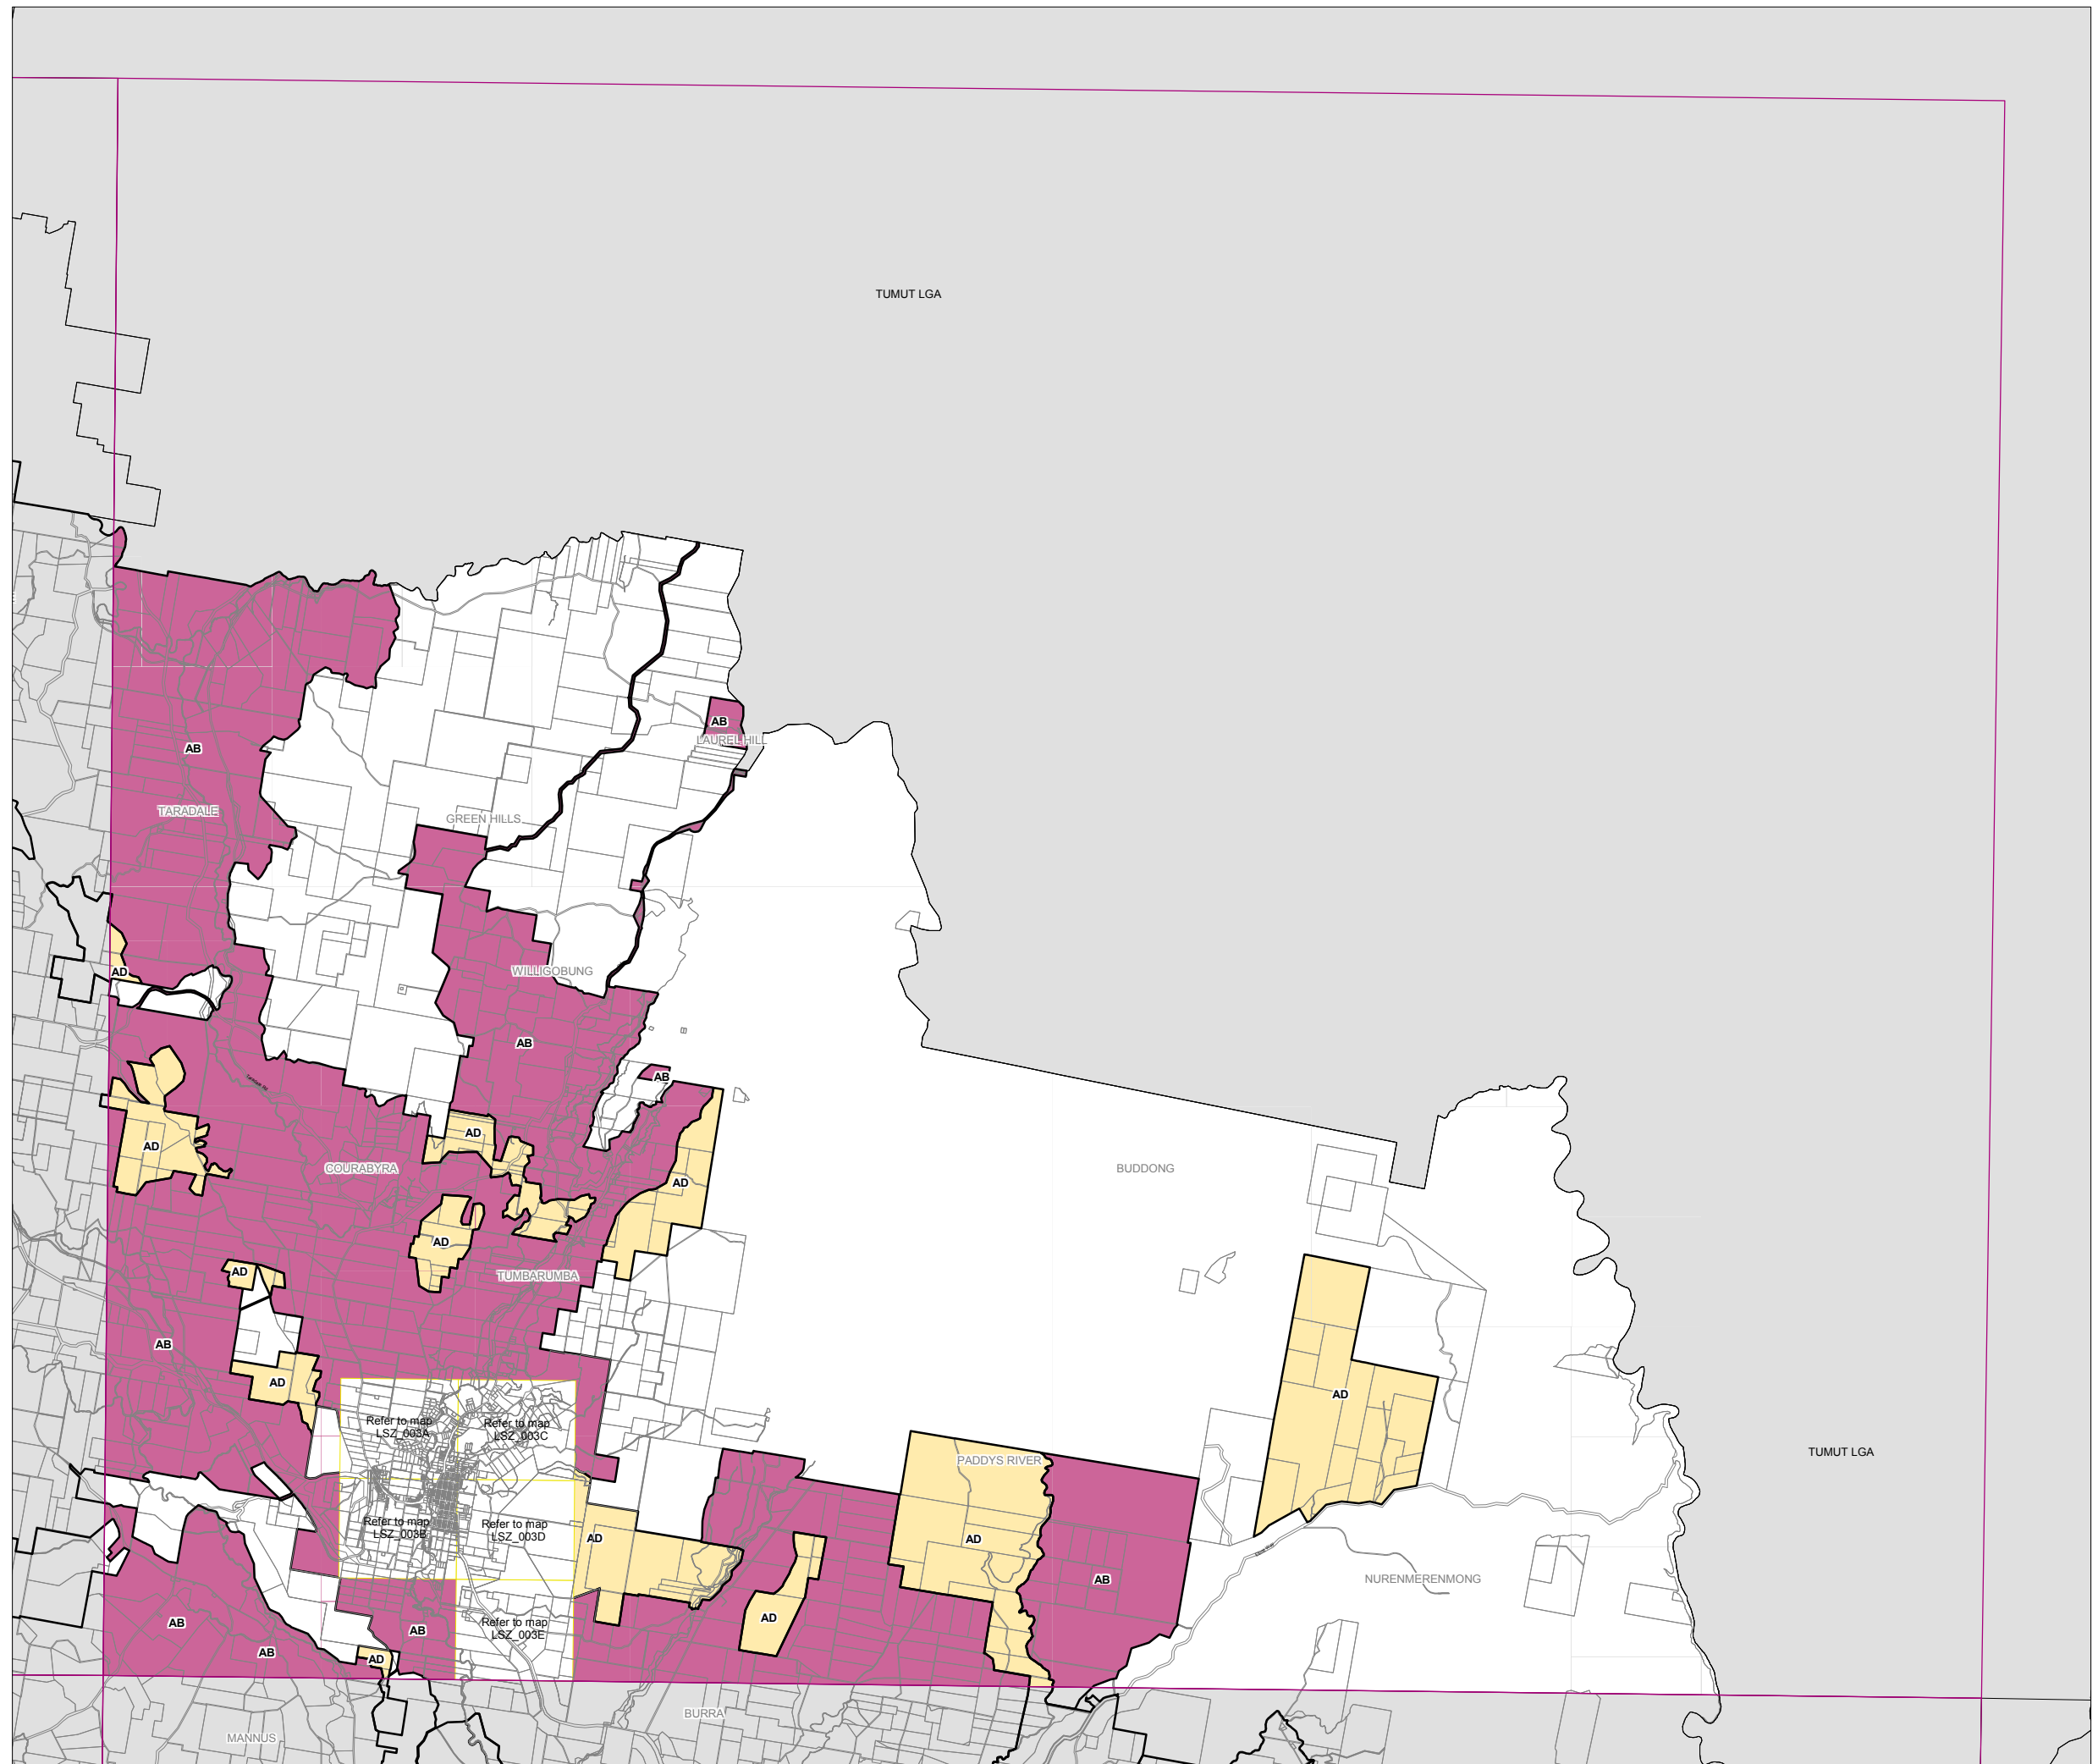 TUMUT LGA
AB
LAUREL HILL
AB
TARADALE
GREEN HILLS
AD
WILLIGOBUNG
AB
AB
AD
AD
COURABYRA
BUDDONG
AD
AD
AD
TUMBARUMBA
AB
AD
AD
Refer to map
LSZ_003A
Refer to map
LSZ_003C
TUMUT LGA
PADDYS RIVER
Refer to map
LSZ_003B
Refer to map
LSZ_003D
AD
AD
AB
NURENMERENMONG
AD
AB
AB
Refer to map
LSZ_003E
AB
AD
BURRA
MANNUS